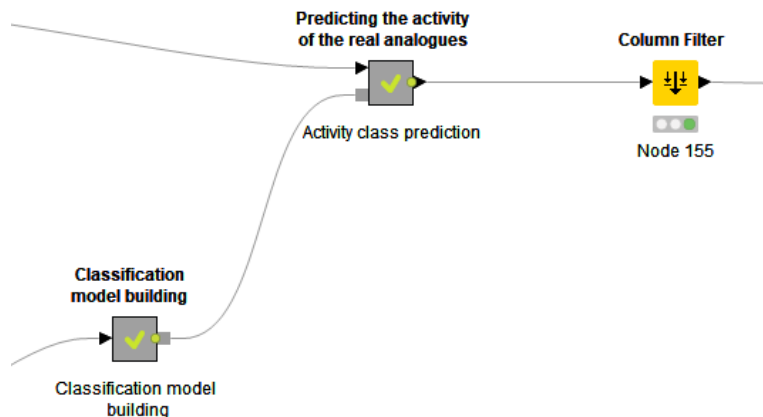 Predicting the activity
of the real analogues
Activity class prediction
Column Filter
Node 155
Classification
model building
Classification model
building